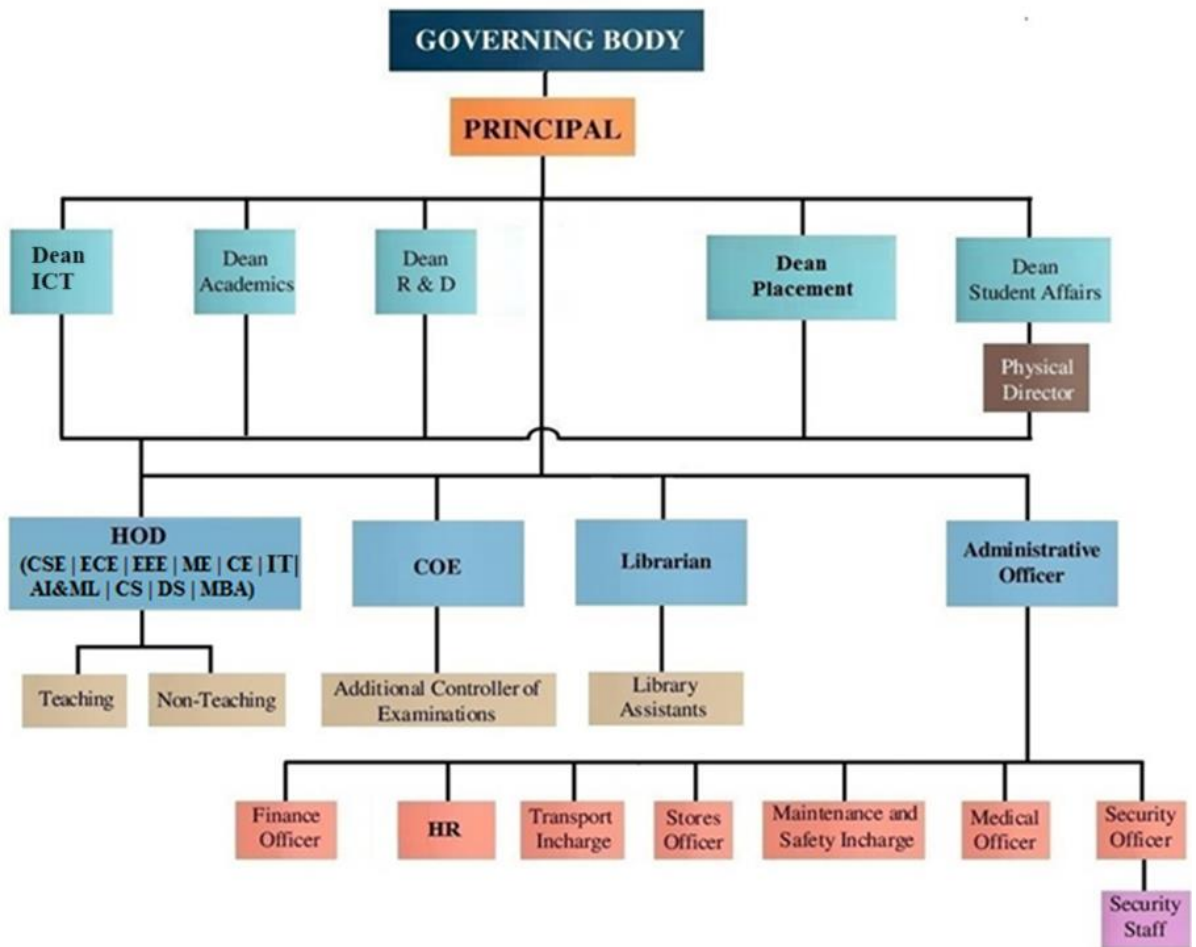 GOVERNING BODY
PRINCIPAL
Dean
ICT
Dean
Academics
Dean
R & D
Dean
Placement
Dean
Student Affairs
Physical
Director
HOD
(CSE | ECE | EEE | ME | CE | IT|
AI&ML | CS | DS | MBA)
COE
Librarian
Administrative
Officer
Teaching
Non-Teaching
Additional Controller of
Examinations
Library
Assistants
Finance
Officer
HR
Transport
Incharge
Stores
Officer
Maintenance and
Safety Incharge
Medical
Officer
Security
Officer
Security
Staff